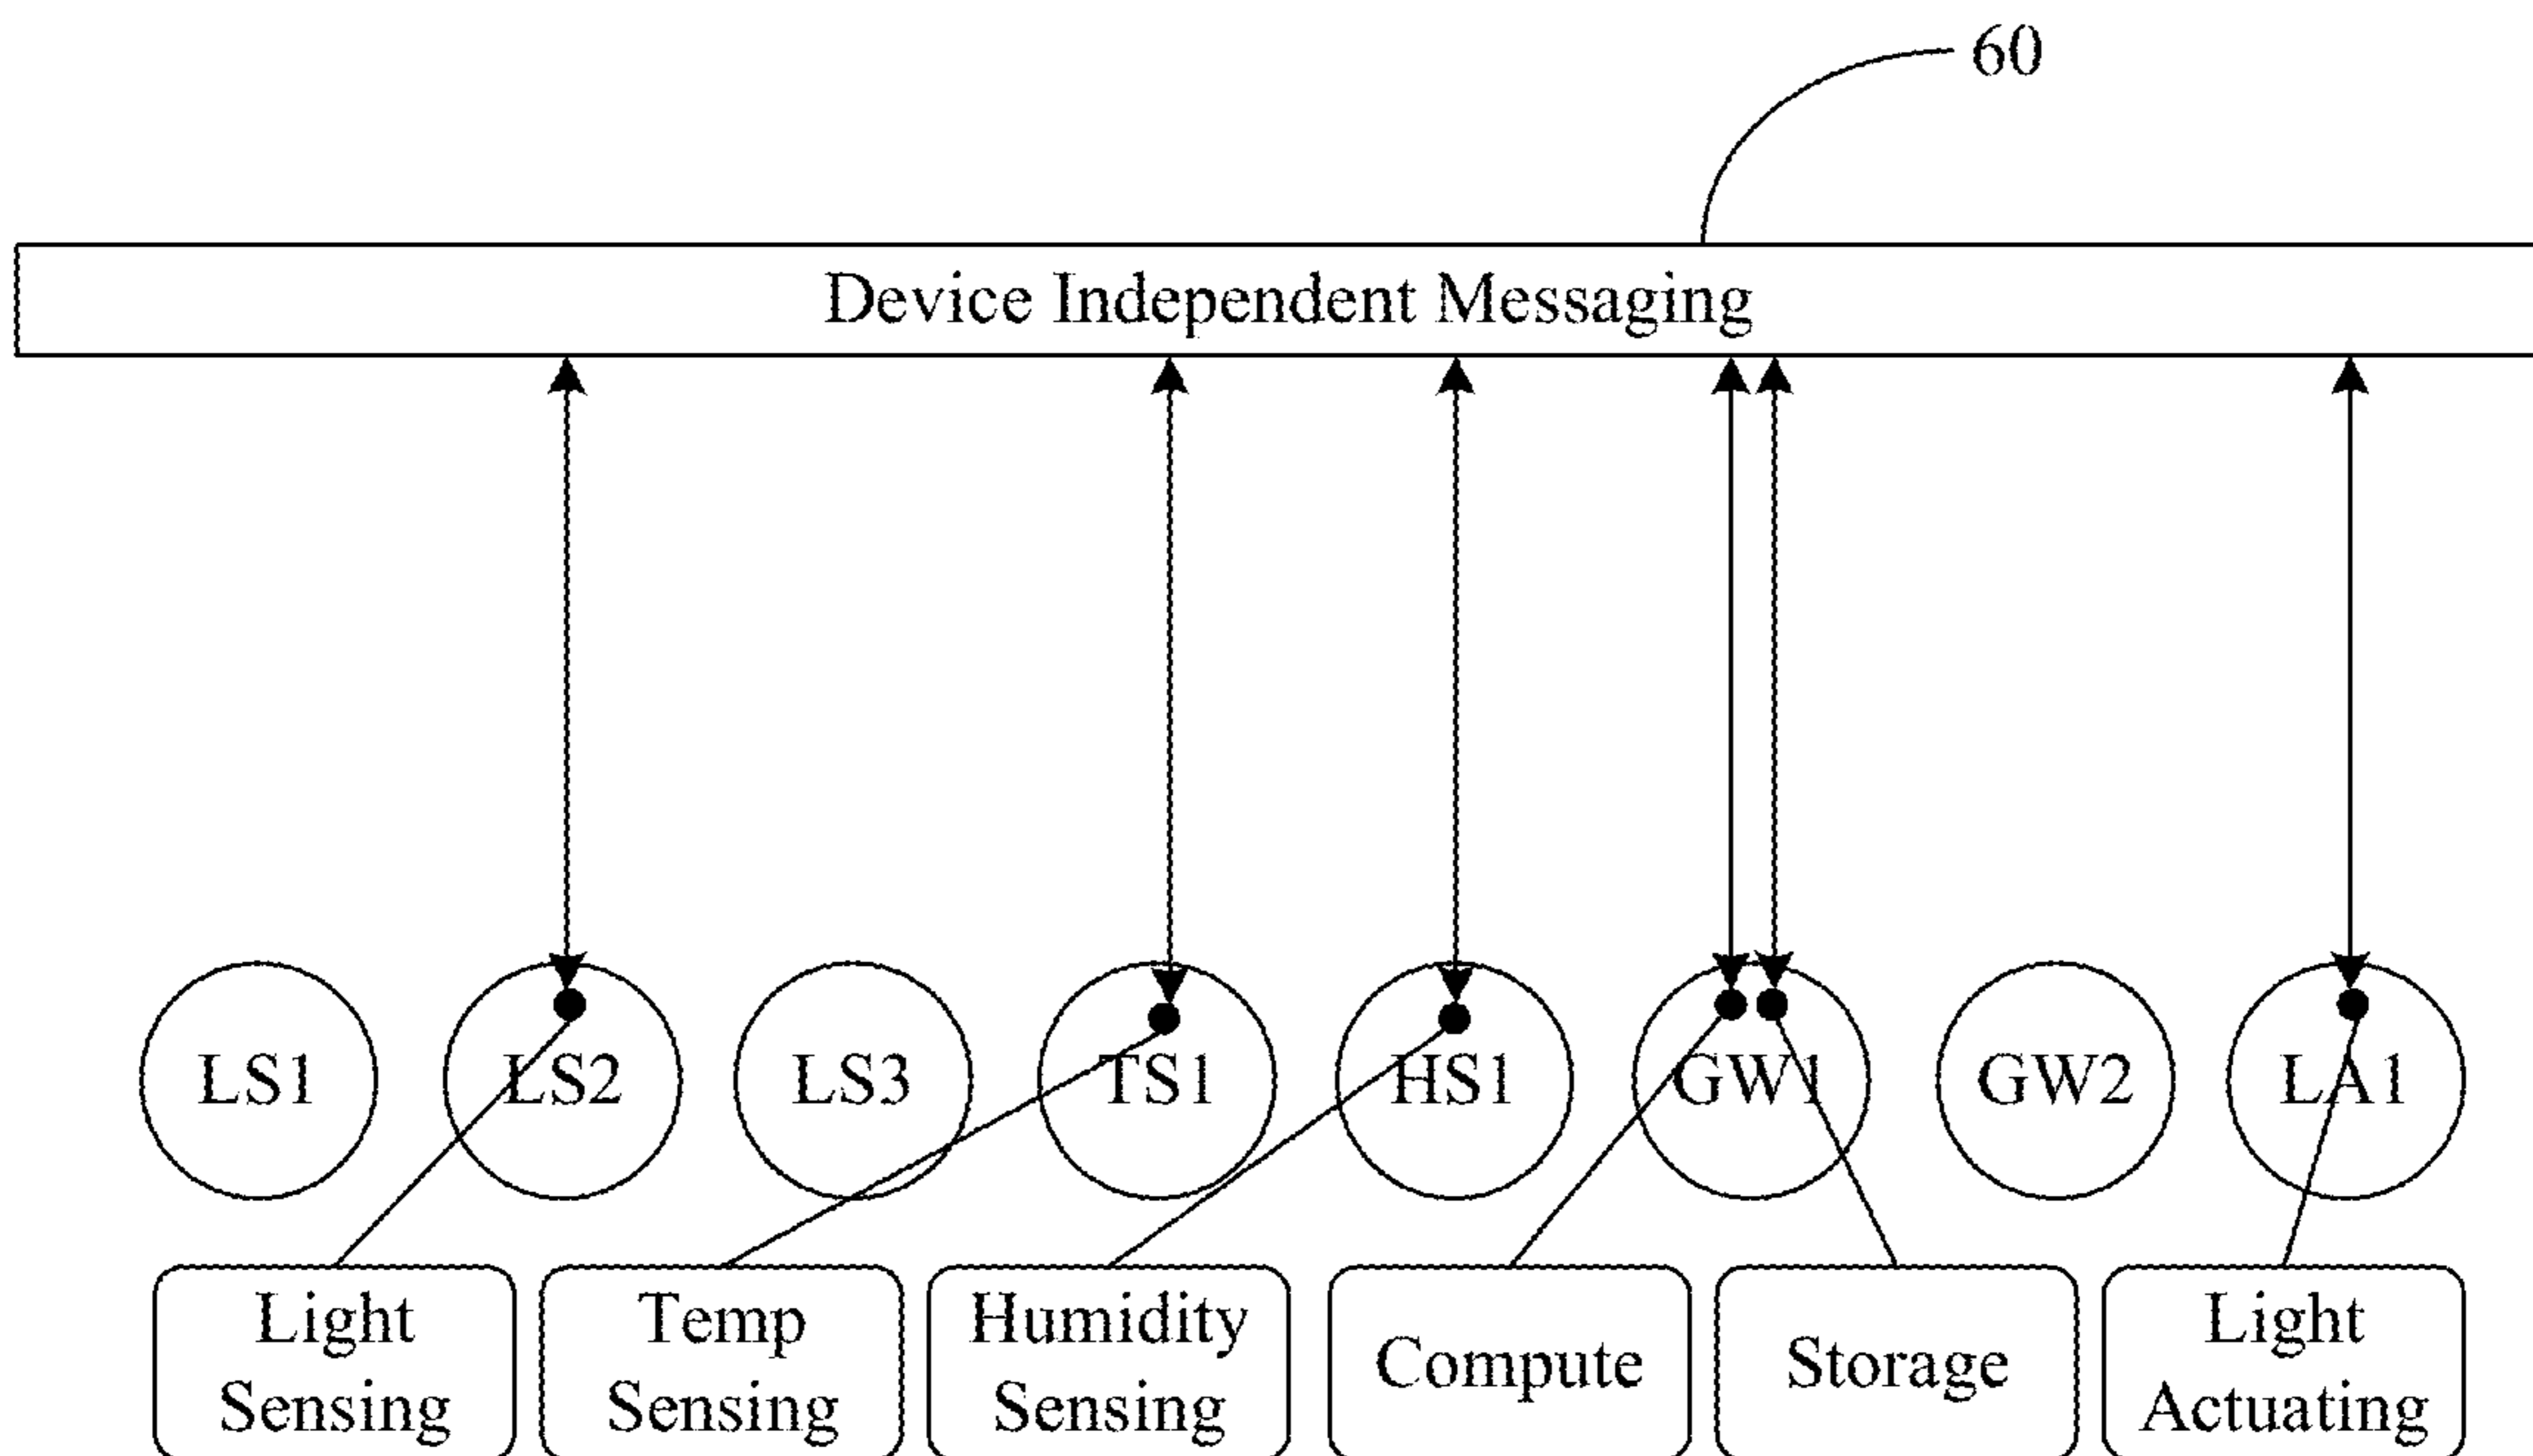 60
Device Independent Messaging
LS1 LS2 LS3 TS1 HS1 GW1 GW2 LA1
Light
Sensing
Temp
Sensing
Humidity
Sensing
Compute
Storage
Light
Actuating